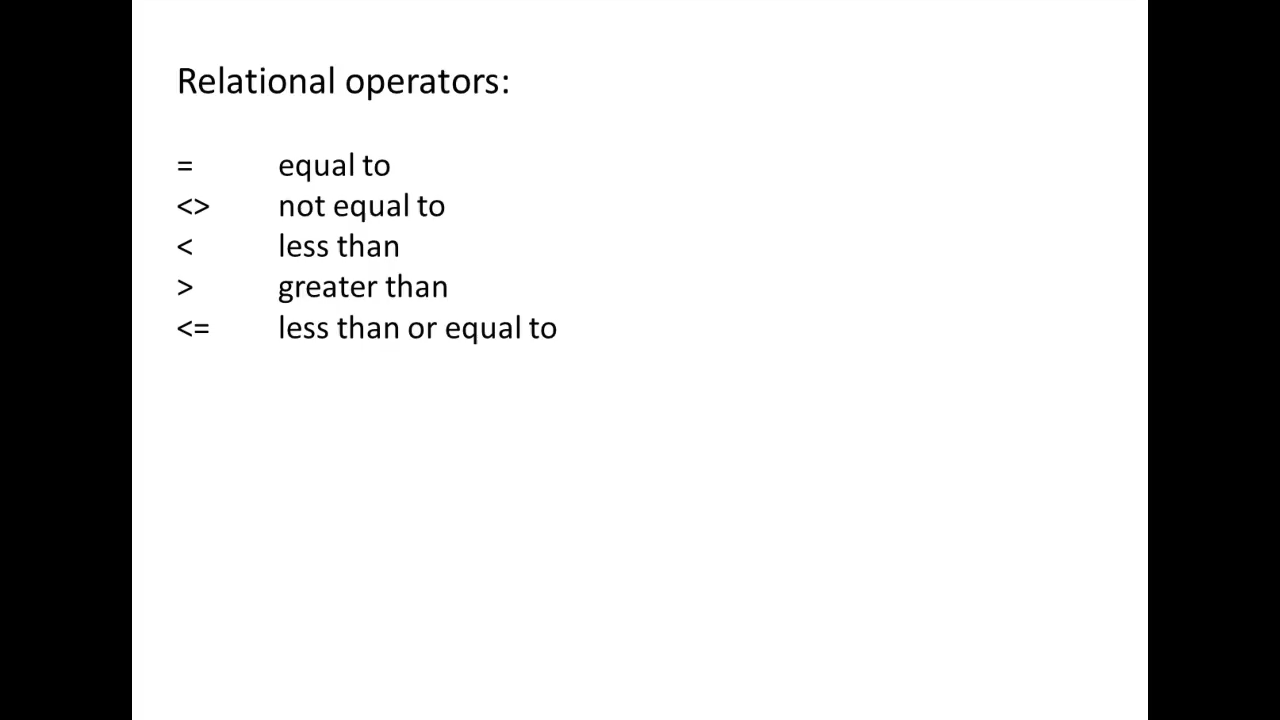 Relational operators:
= equal to
<> not equal to
< less than
> greater than
<= less than or equal to